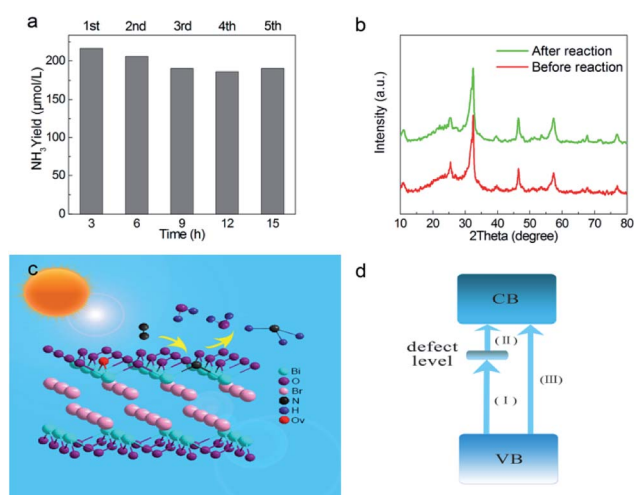 a
1st 2nd 3rd 4th 5th
NH3 Yield (μmol/L)
200
150
100
50
0
3 6 9 12 15
Time (h)
b
After reaction
Before reaction
Intensity (a.u.)
10 20 30 40 50 60 70 80
2Theta (degree)
c
Bi
O
Br
N
H
Ov
d
CB
(II)
defect
level
(III)
(I)
VB